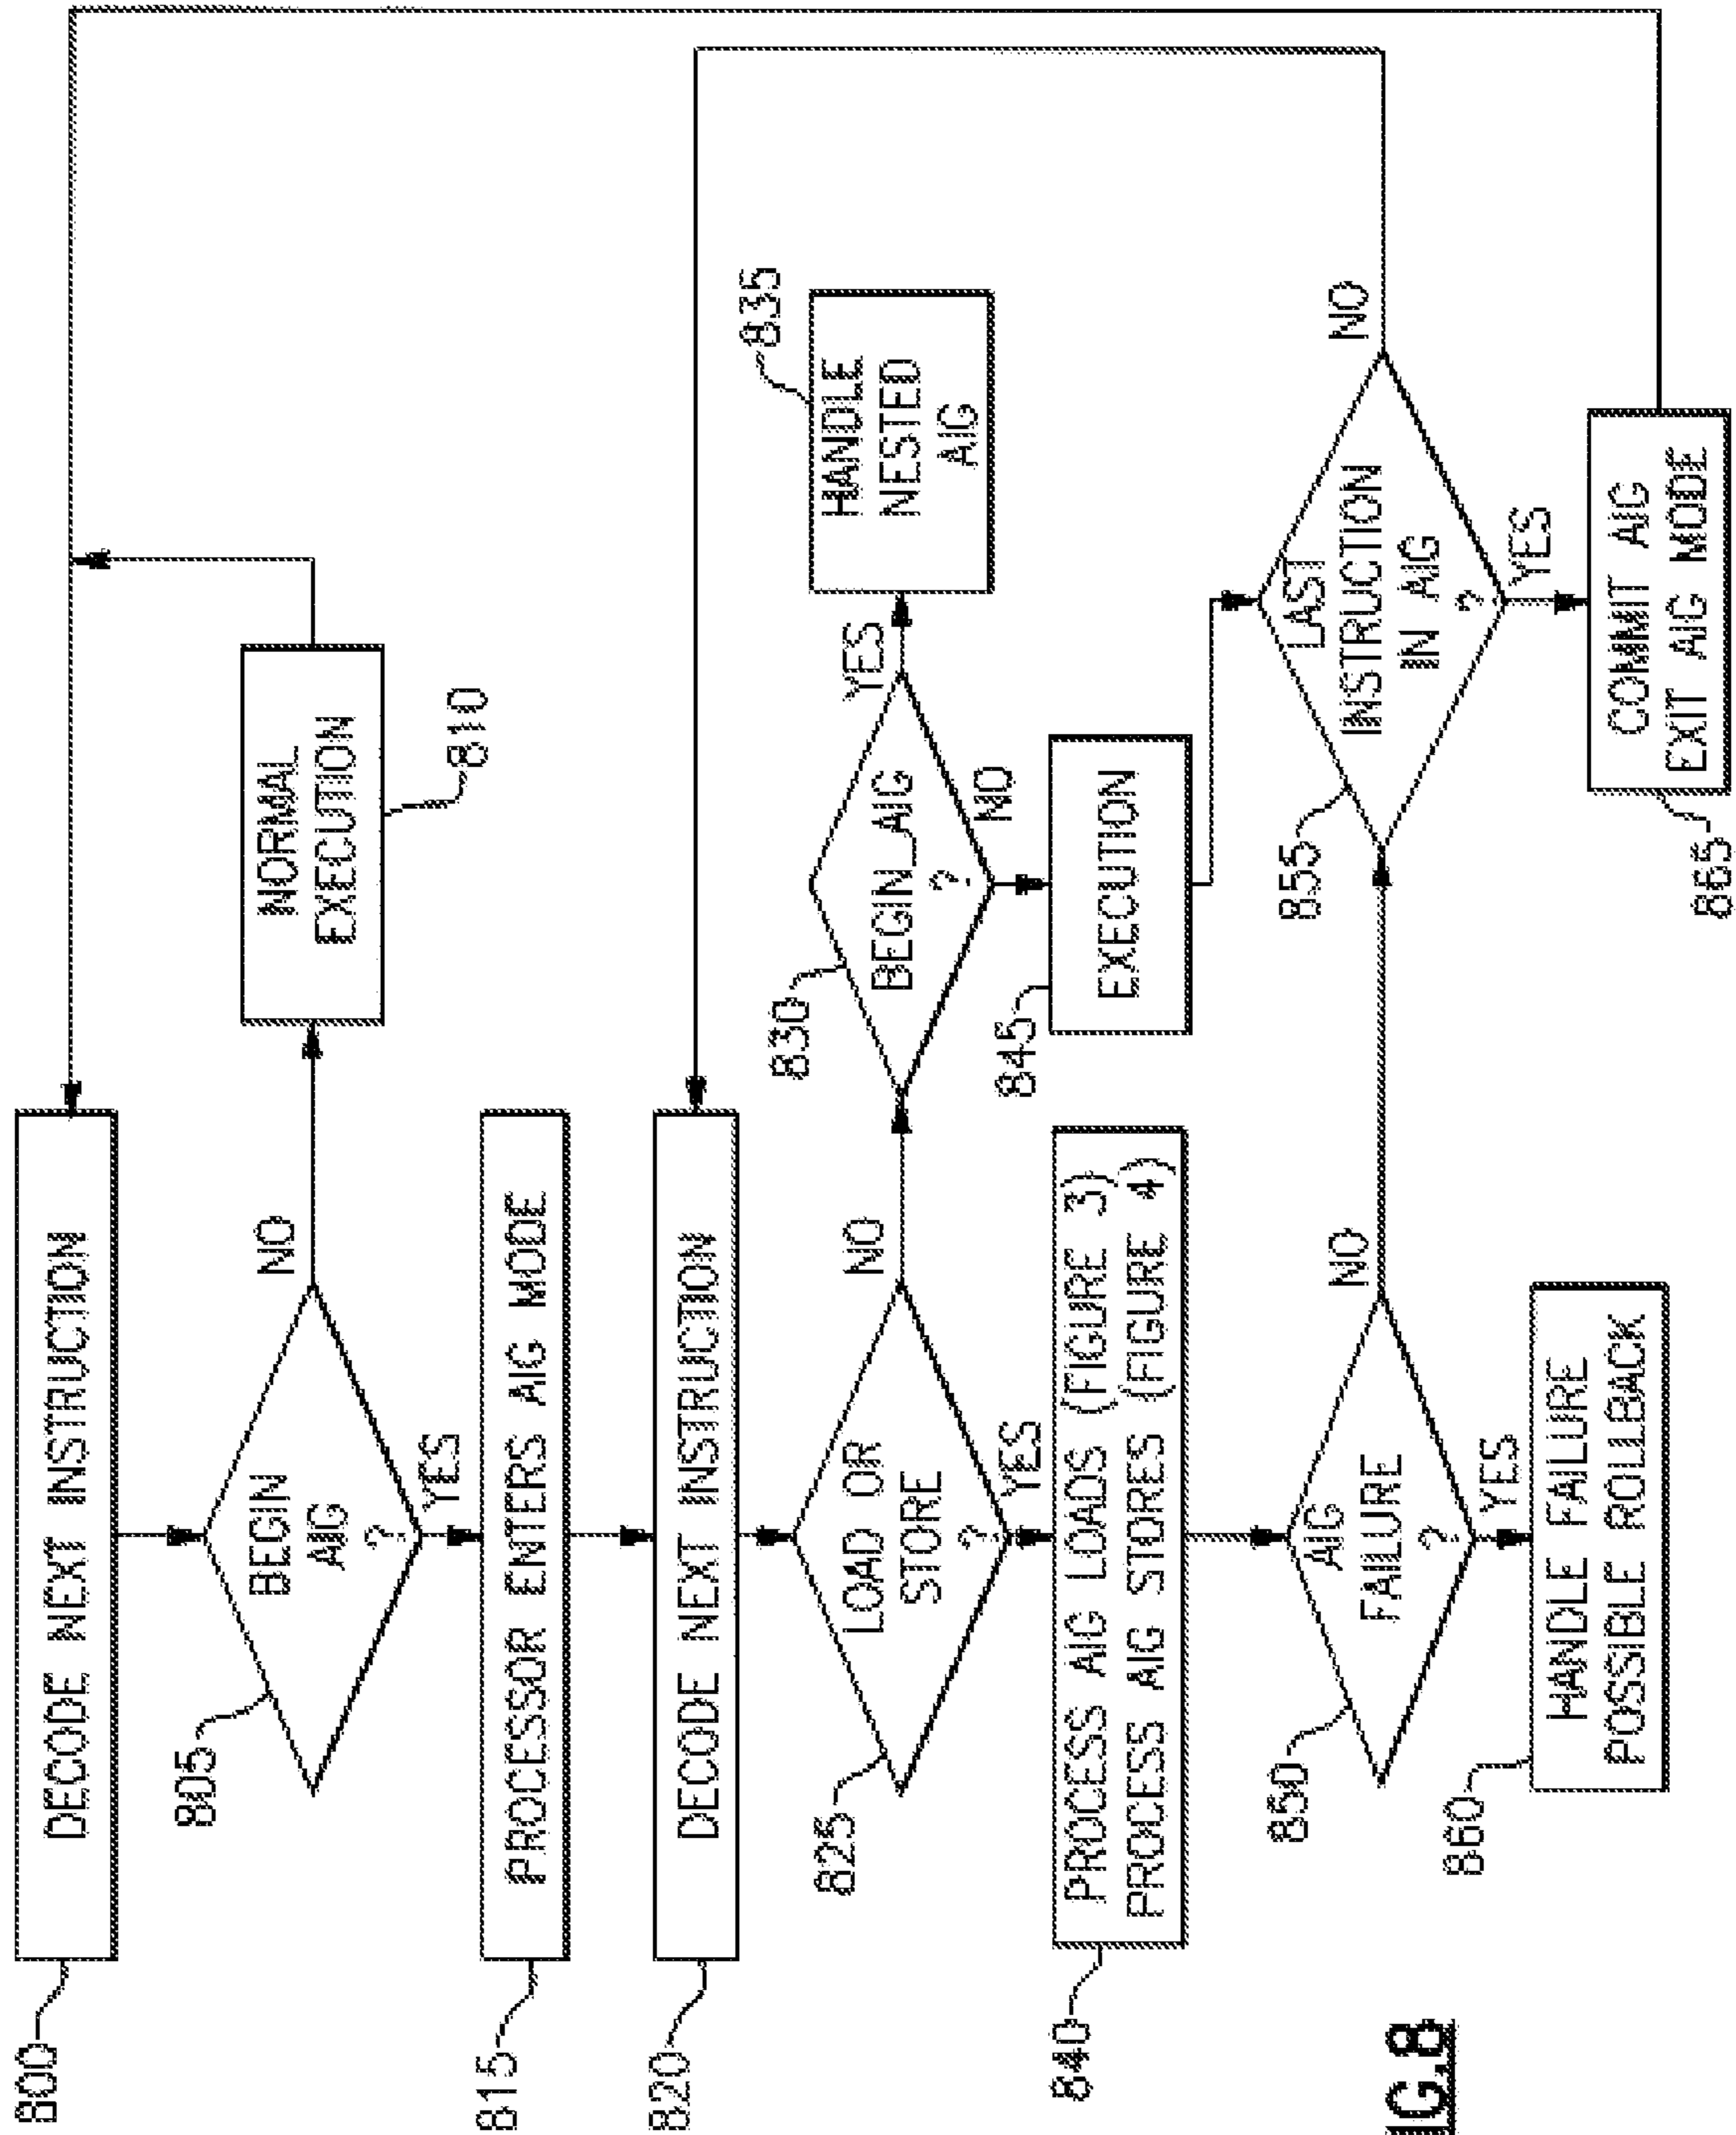 800
DECODE NEXT INSTRUCTION
805
BEGIN
AIG
?
NO
YES
NORMAL
EXECUTION
810
815
PROCESSOR ENTERS AIG MODE
820
DECODE NEXT INSTRUCTION
825
LOAD OR
STORE
?
NO
YES
830
BEGIN_AIG
?
YES
NO
HANDLE
NESTED
AIG
835
840
PROCESS AIG LOADS (FIGURE 3)
PROCESS AIG STORES (FIGURE 4)
845
EXECUTION
850
AIG
FAILURE
?
NO
YES
855
LAST
INSTRUCTION
IN AIG
?
NO
YES
860
HANDLE FAILURE
POSSIBLE ROLLBACK
865
COMMIT AIG
EXIT AIG MODE
IG.8